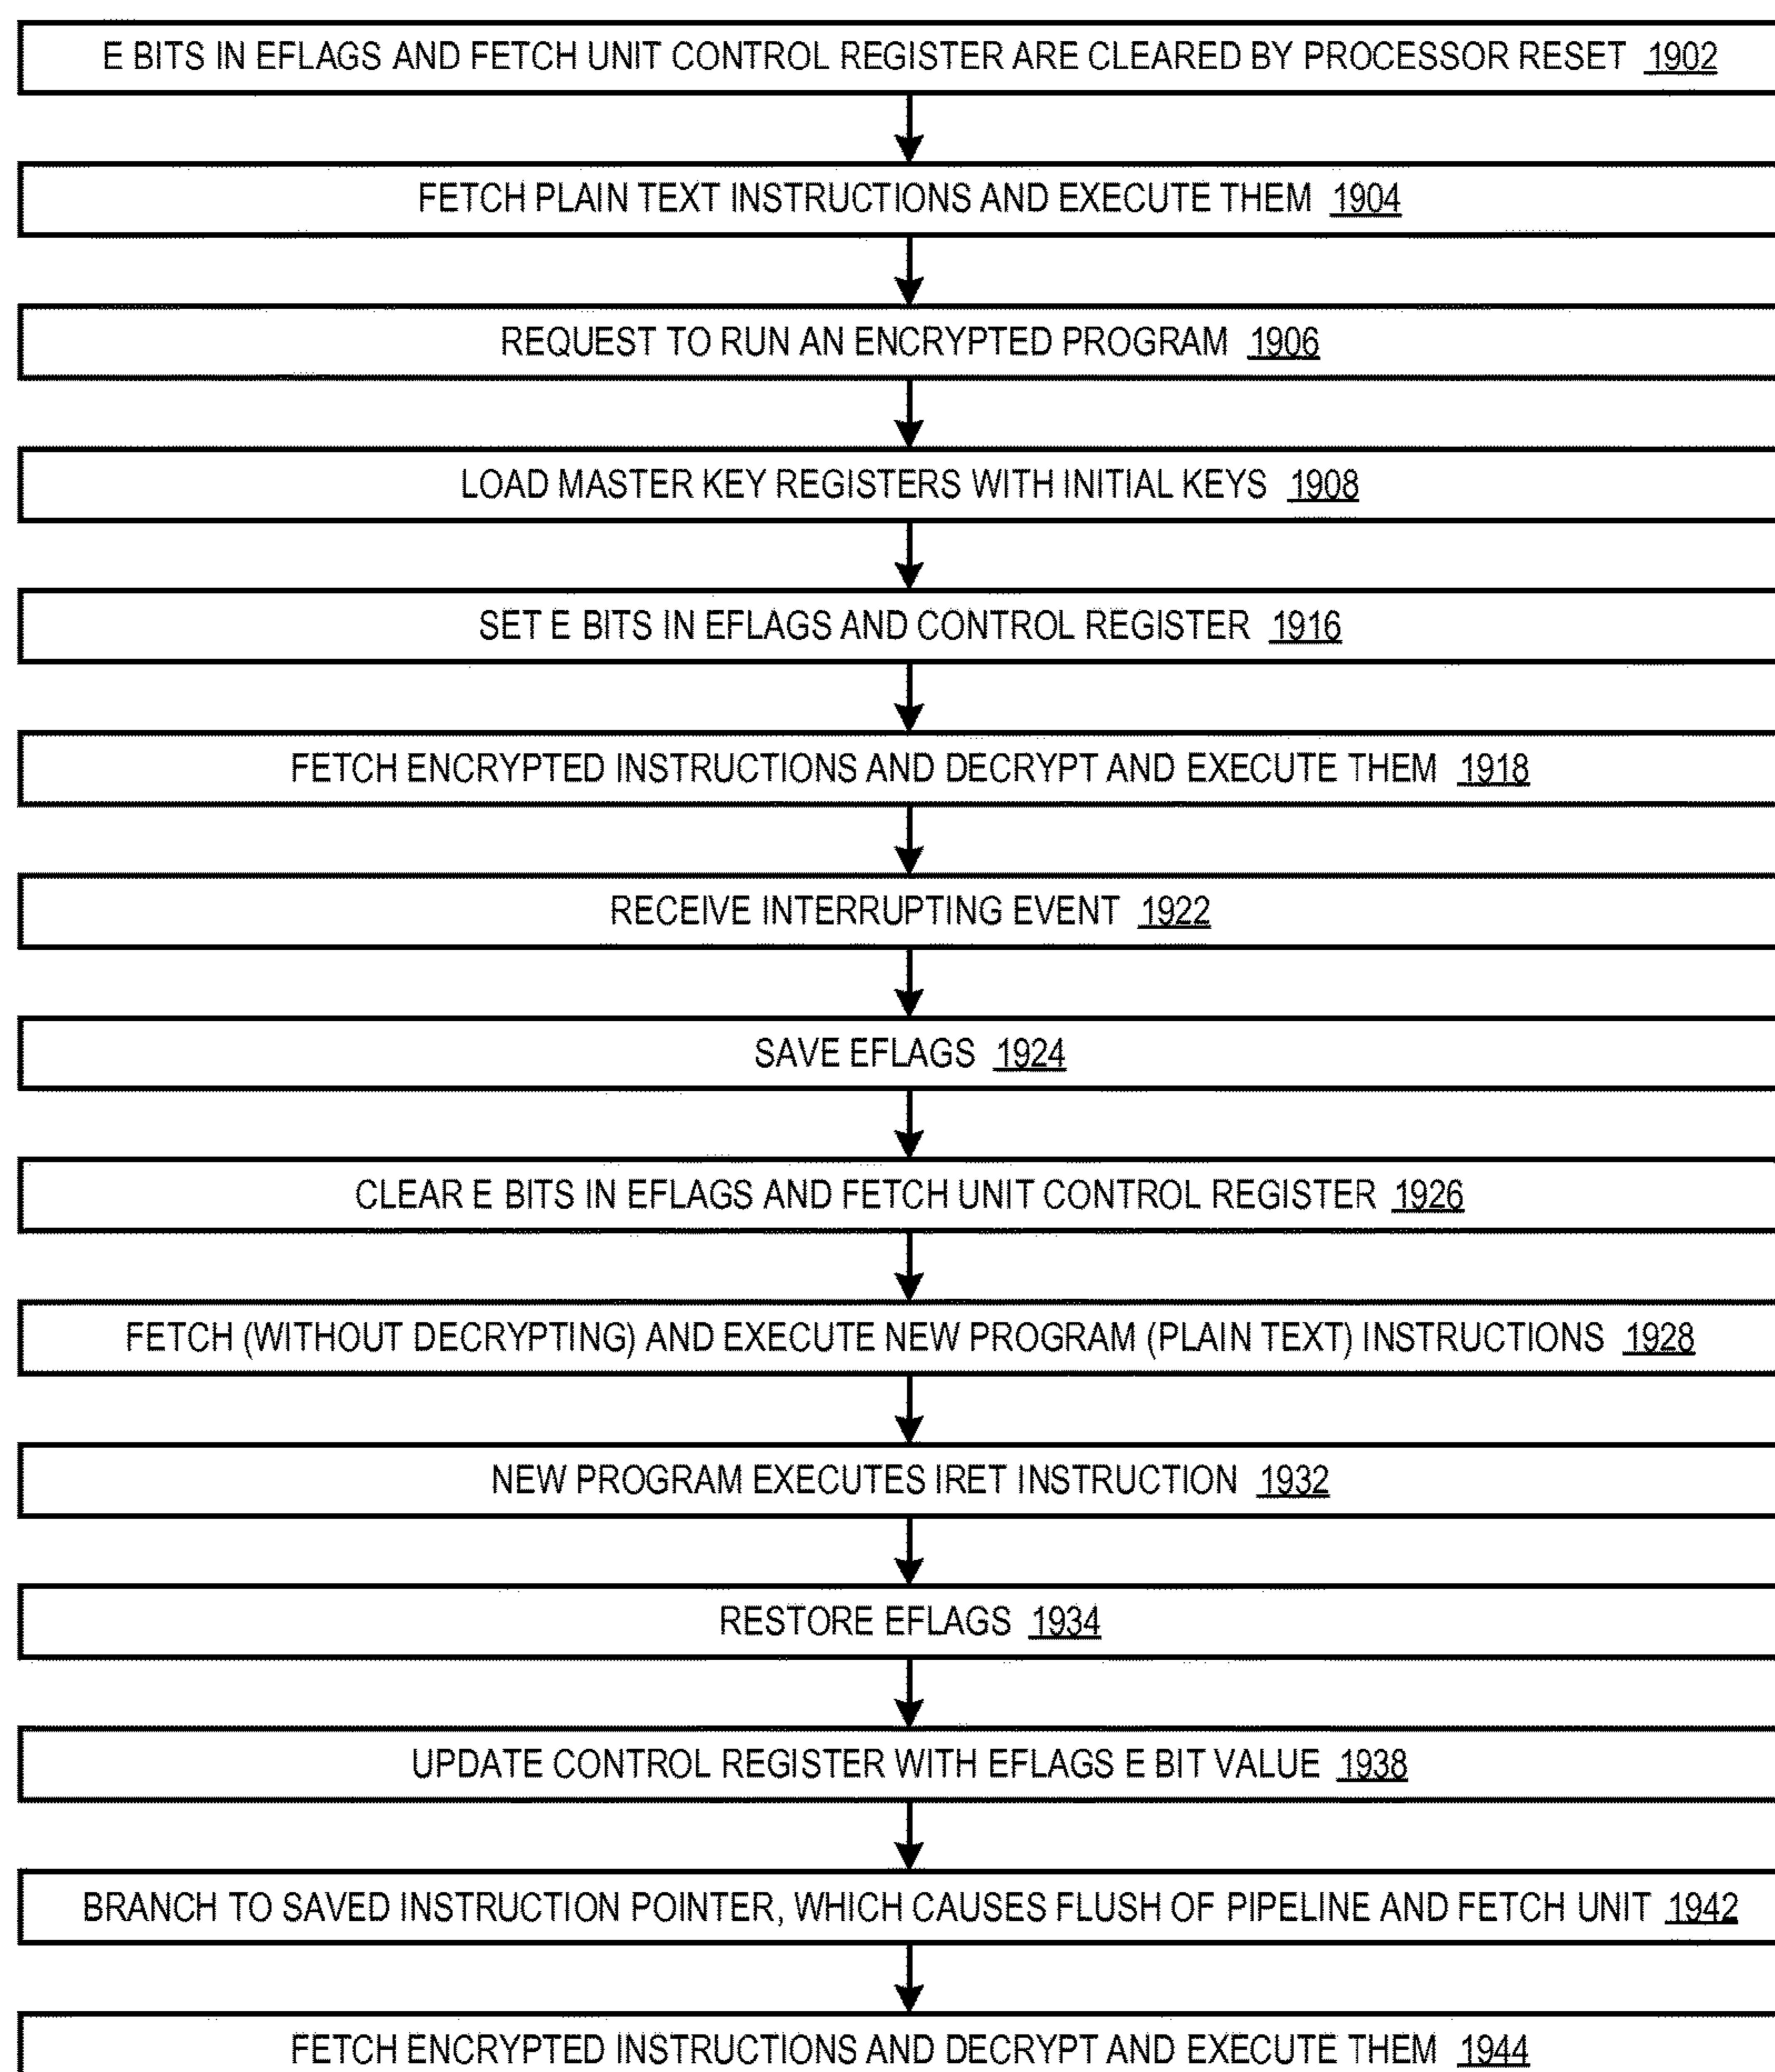 E BITS IN EFLAGS AND FETCH UNIT CONTROL REGISTER ARE CLEARED BY PROCESSOR RESET 1902
FETCH PLAIN TEXT INSTRUCTIONS AND EXECUTE THEM 1904
REQUEST TO RUN AN ENCRYPTED PROGRAM 1906
LOAD MASTER KEY REGISTERS WITH INITIAL KEYS 1908
SET E BITS IN EFLAGS AND CONTROL REGISTER 1916
FETCH ENCRYPTED INSTRUCTIONS AND DECRYPT AND EXECUTE THEM 1918
RECEIVE INTERRUPTING EVENT 1922
SAVE EFLAGS 1924
CLEAR E BITS IN EFLAGS AND FETCH UNIT CONTROL REGISTER 1926
FETCH (WITHOUT DECRYPTING) AND EXECUTE NEW PROGRAM (PLAIN TEXT) INSTRUCTIONS 1928
NEW PROGRAM EXECUTES IRET INSTRUCTION 1932
RESTORE EFLAGS 1934
UPDATE CONTROL REGISTER WITH EFLAGS E BIT VALUE 1938
BRANCH TO SAVED INSTRUCTION POINTER, WHICH CAUSES FLUSH OF PIPELINE AND FETCH UNIT 1942
FETCH ENCRYPTED INSTRUCTIONS AND DECRYPT AND EXECUTE THEM 1944